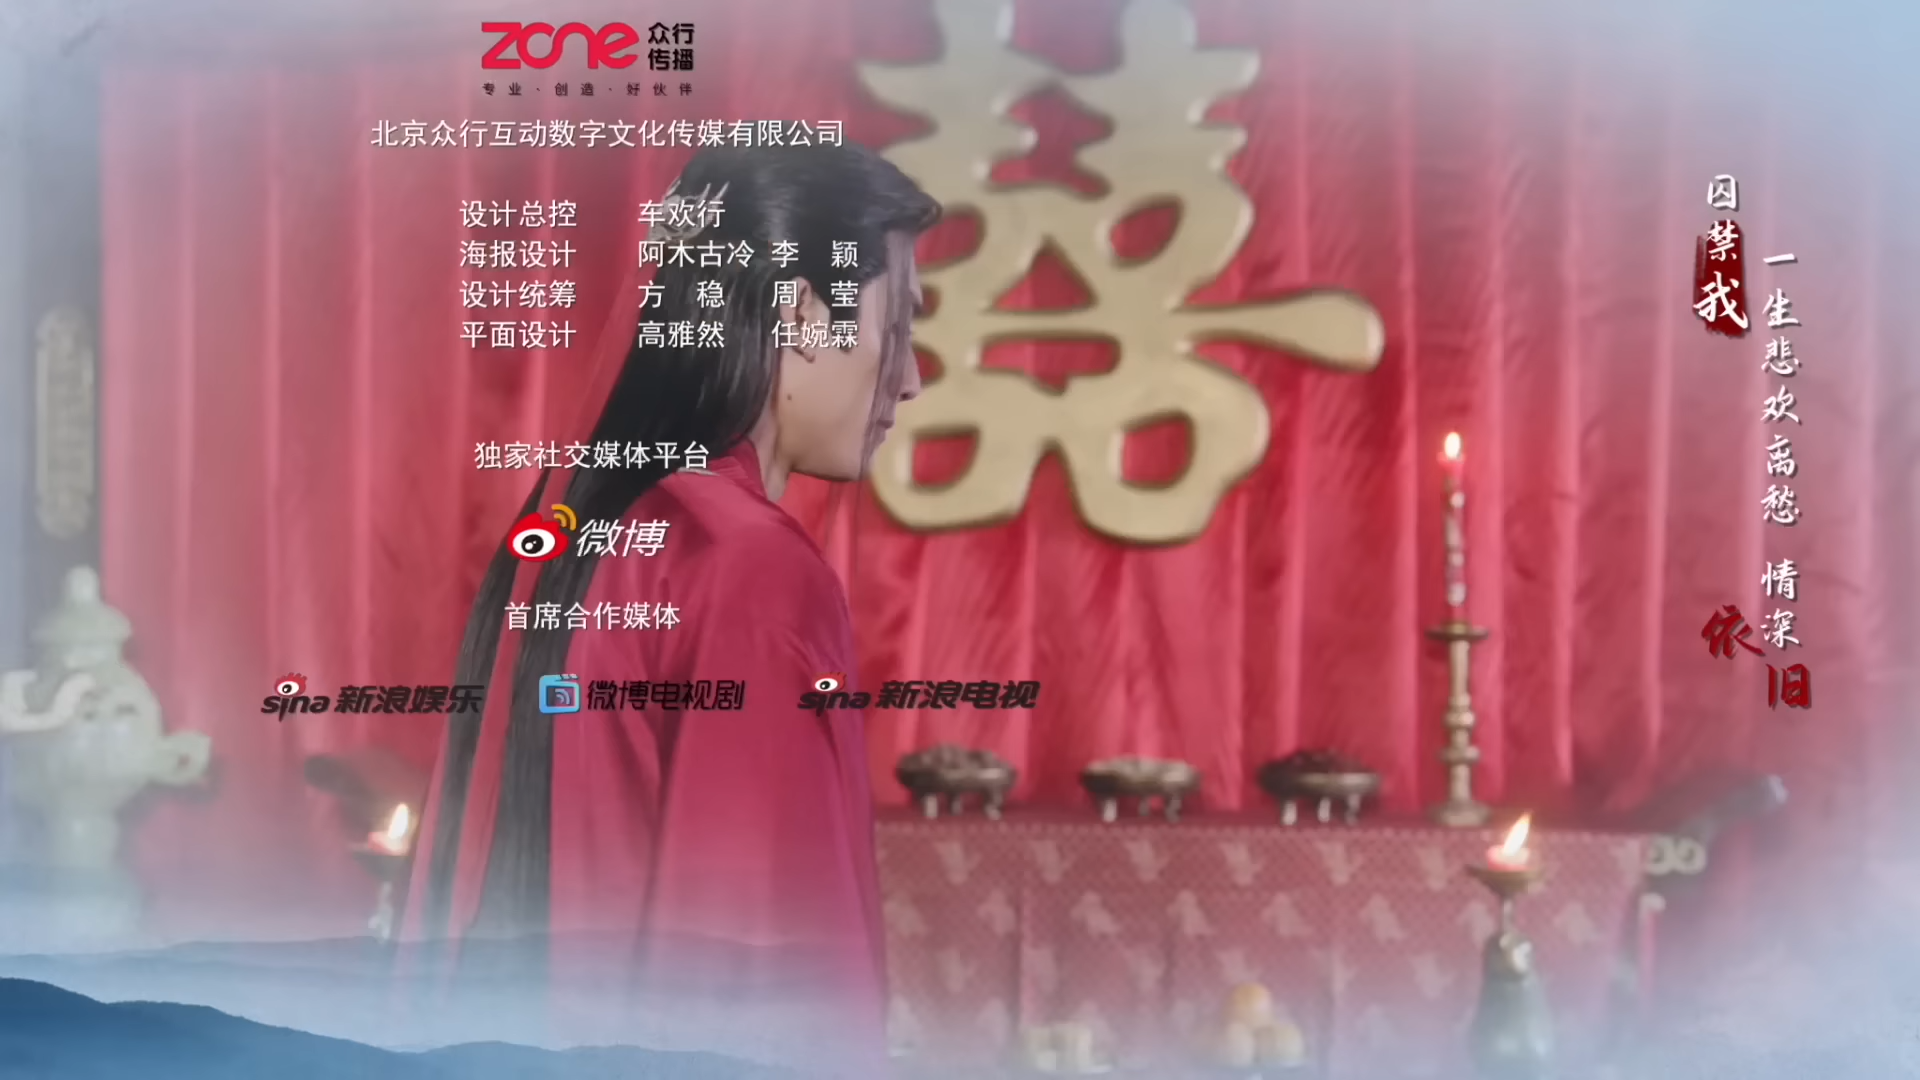 zone 众行传播
专业·创造·好伙伴
北京众行互动数字文化传媒有限公司
设计总控 车欢行
海报设计 阿木古冷 李 颖
设计统筹 方 稳 周 莹
平面设计 高雅然 任婉霖
独家社交媒体平台
微博
首席合作媒体
sina 新浪娱乐 微博电视剧 sina 新浪电视
囚禁我
一生悲欢离愁 情深依旧
囍